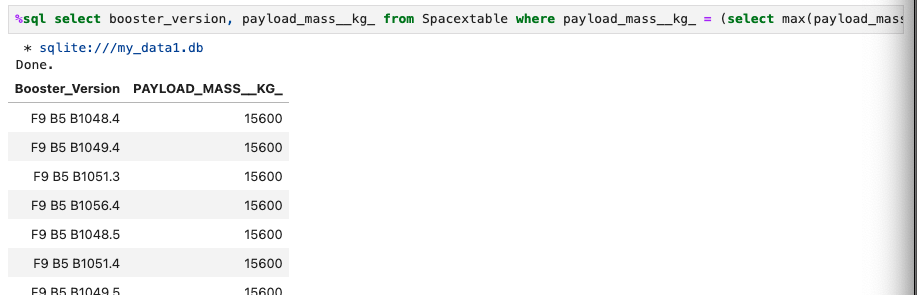 %sql select booster_version, payload_mass__kg_ from Spacextable where payload_mass__kg_ = (select max(payload_mass
* sqlite:///my_data1.db
Done.
Booster_Version PAYLOAD_MASS__KG_
F9 B5 B1048.4 15600
F9 B5 B1049.4 15600
F9 B5 B1051.3 15600
F9 B5 B1056.4 15600
F9 B5 B1048.5 15600
F9 B5 B1051.4 15600
F9 B5 B1049.5 15600